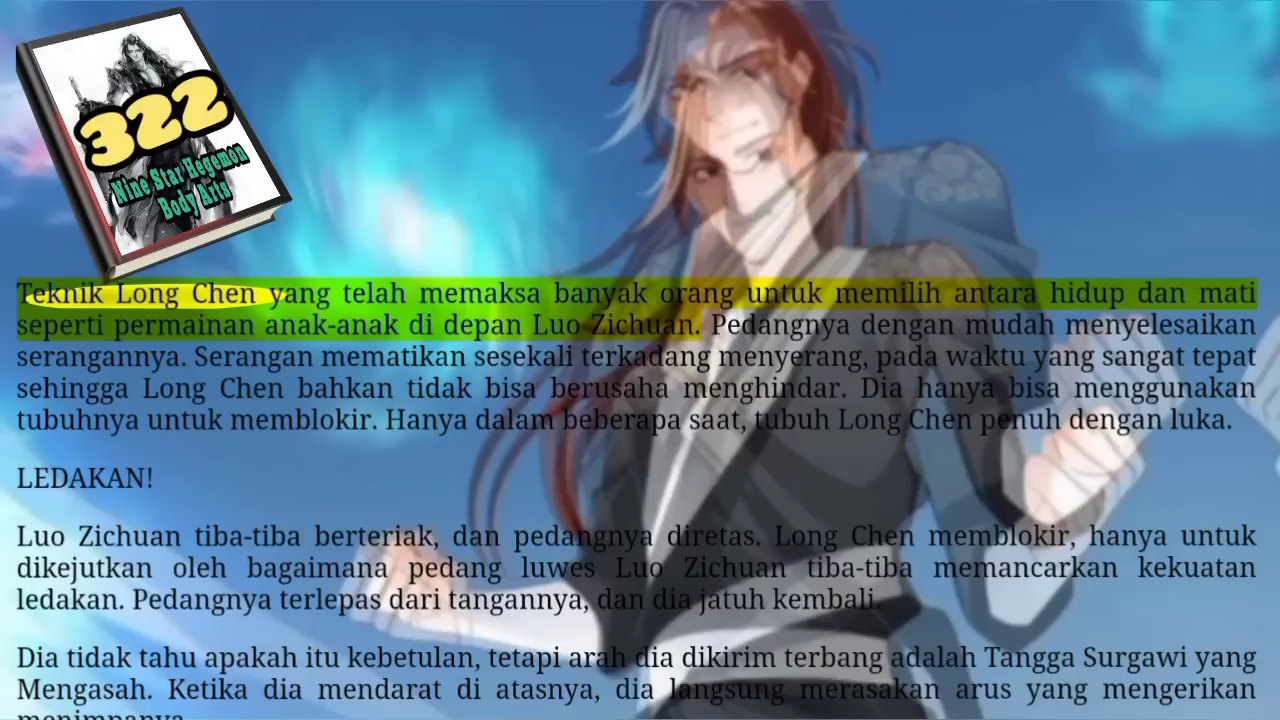 322
Nine Star Hegemon
Body Arts
Teknik Long Chen yang telah memaksa banyak orang untuk memilih antara hidup dan mati
seperti permainan anak-anak di depan Luo Zichuan. Pedangnya dengan mudah menyelesaikan
serangannya. Serangan mematikan sesekali terkadang menyerang, pada waktu yang sangat tepat
sehingga Long Chen bahkan tidak bisa berusaha menghindar. Dia hanya bisa menggunakan
tubuhnya untuk memblokir. Hanya dalam beberapa saat, tubuh Long Chen penuh dengan luka.
LEDAKAN!
Luo Zichuan tiba-tiba berteriak, dan pedangnya diretas. Long Chen memblokir, hanya untuk
dikejutkan oleh bagaimana pedang luwes Luo Zichuan tiba-tiba memancarkan kekuatan
ledakan. Pedangnya terlepas dari tangannya, dan dia jatuh kembali.
Dia tidak tahu apakah itu kebetulan, tetapi arah dia dikirim terbang adalah Tangga Surgawi yang
Mengasah. Ketika dia mendarat di atasnya, dia langsung merasakan arus yang mengerikan
menimpanya.